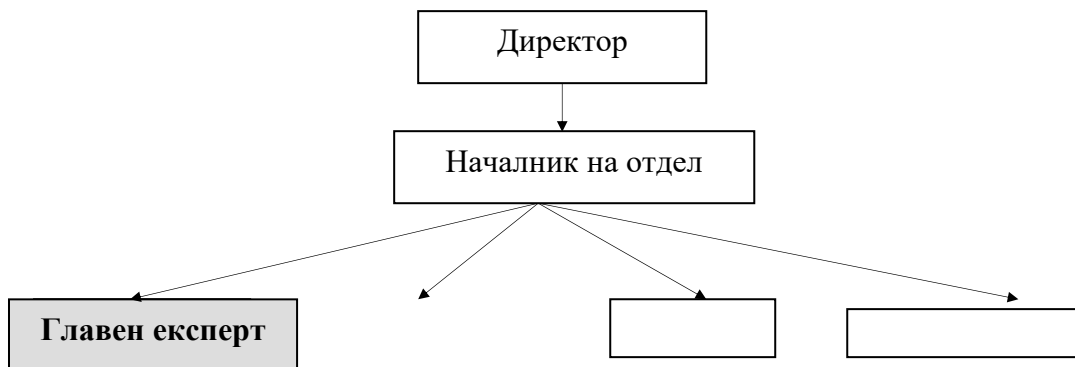 Директор
Началник на отдел
Главен експерт